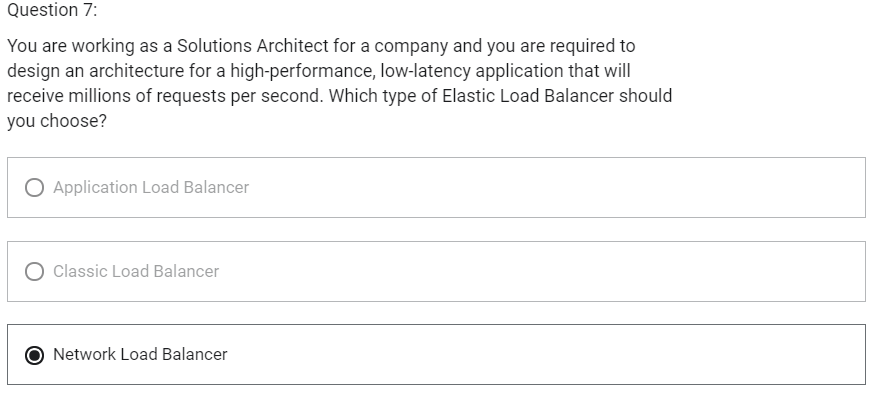 Question 7:
You are working as a Solutions Architect for a company and you are required to
design an architecture for a high-performance, low-latency application that will
receive millions of requests per second. Which type of Elastic Load Balancer should
you choose?
Application Load Balancer
Classic Load Balancer
Network Load Balancer